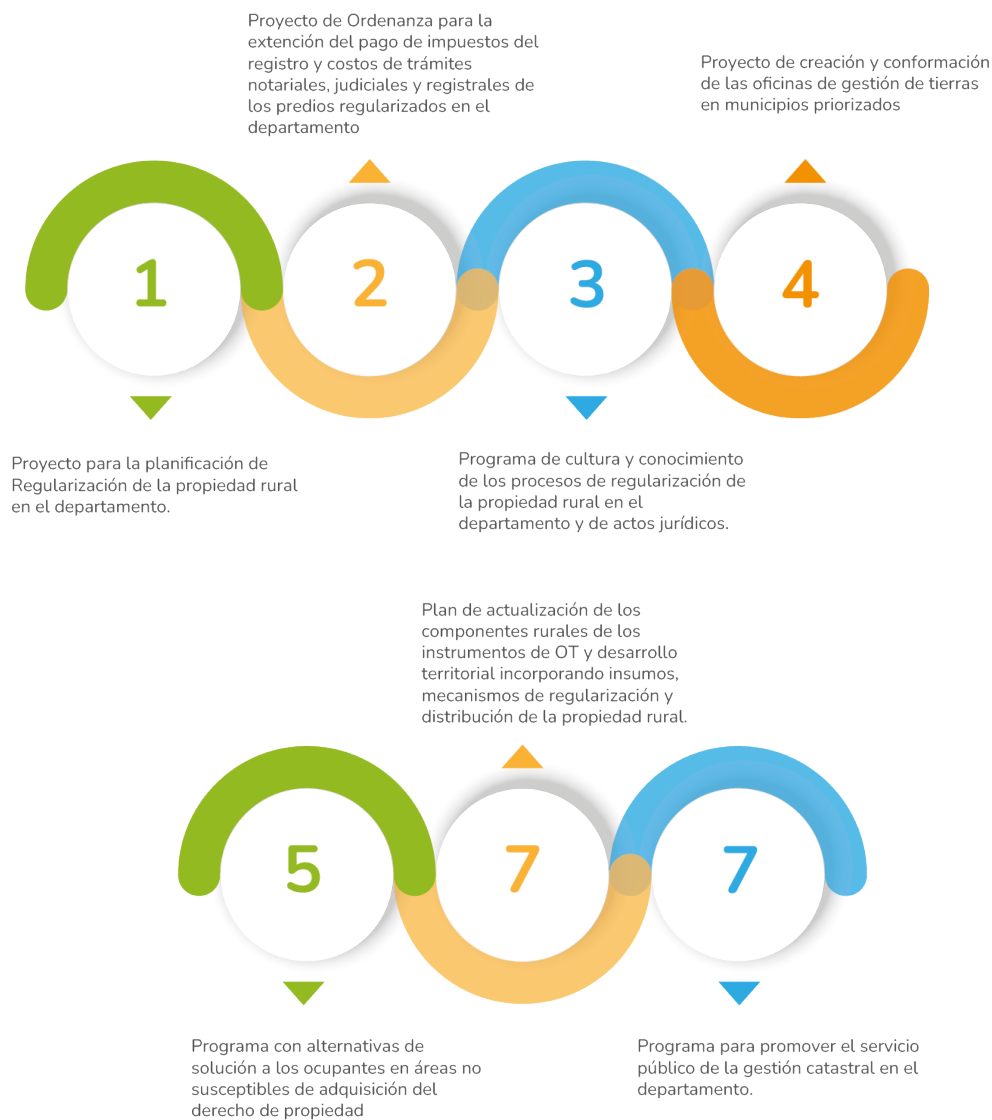 Proyecto de Ordenanza para la
extención del pago de impuestos del
registro y costos de trámites
notariales, judiciales y registrales de
los predios regularizados en el
departamento
Proyecto de creación y conformación
de las oficinas de gestión de tierras
en municipios priorizados
1
2
3
4
Proyecto para la planificación de
Regularización de la propiedad rural
en el departamento.
Programa de cultura y conocimiento
de los procesos de regularización de
la propiedad rural en el
departamento y de actos jurídicos.
Plan de actualización de los
componentes rurales de los
instrumentos de OT y desarrollo
territorial incorporando insumos,
mecanismos de regularización y
distribución de la propiedad rural.
5
7
7
Programa con alternativas de
solución a los ocupantes en áreas no
susceptibles de adquisición del
derecho de propiedad
Programa para promover el servicio
público de la gestión catastral en el
departamento.